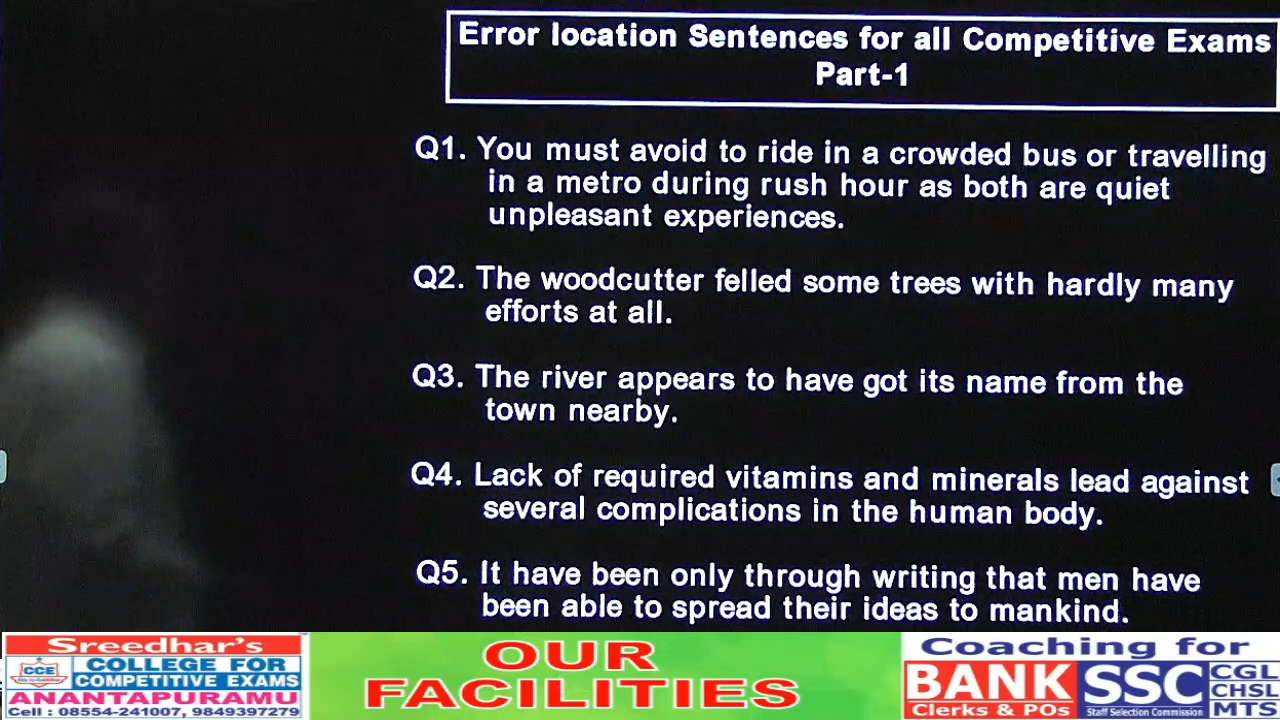 Error location Sentences for all Competitive Exams
Part-1
Q1. You must avoid to ride in a crowded bus or travelling
in a metro during rush hour as both are quiet
unpleasant experiences.
Q2. The woodcutter felled some trees with hardly many
efforts at all.
Q3. The river appears to have got its name from the
town nearby.
Q4. Lack of required vitamins and minerals lead against
several complications in the human body.
Q5. It have been only through writing that men have
been able to spread their ideas to mankind.
Sreedhar's
CCE
COLLEGE FOR
COMPETITIVE EXAMS
ANANTAPURAMU
Cell : 08554-241007, 9849397279
OUR
FACILITIES
Coaching for
BANK
Clerks & POs
SSC
Staff Selection Commission
CGL
CHSL
MTS